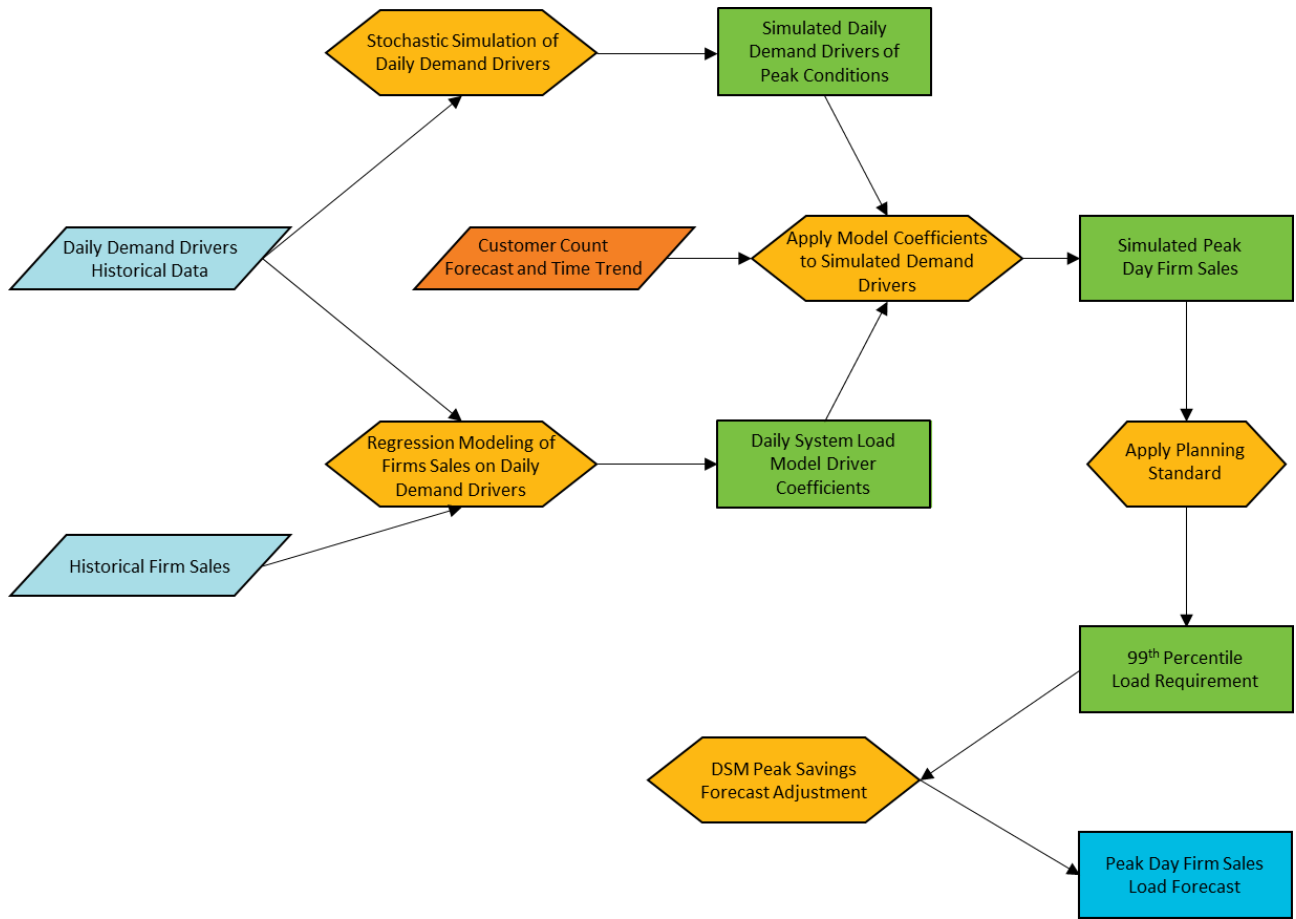 Stochastic Simulation of
Daily Demand Drivers
Simulated Daily
Demand Drivers of
Peak Conditions
Daily Demand Drivers
Historical Data
Customer Count
Forecast and Time Trend
Apply Model Coefficients
to Simulated Demand
Drivers
Simulated Peak
Day Firm Sales
Regression Modeling of
Firms Sales on Daily
Demand Drivers
Daily System Load
Model Driver
Coefficients
Apply Planning
Standard
Historical Firm Sales
99th Percentile
Load Requirement
DSM Peak Savings
Forecast Adjustment
Peak Day Firm Sales
Load Forecast